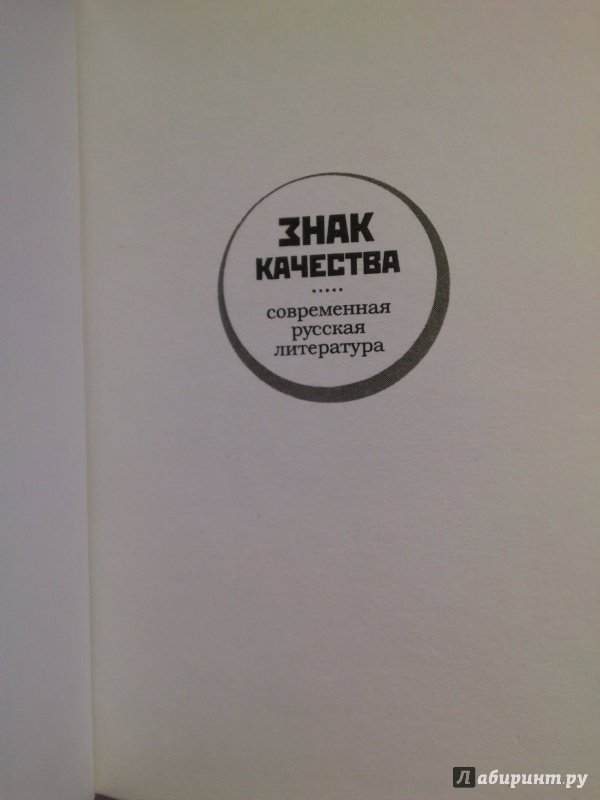 ЗНАК
КАЧЕСТВА
.....
современная
русская
литература
Лабиринт.ру